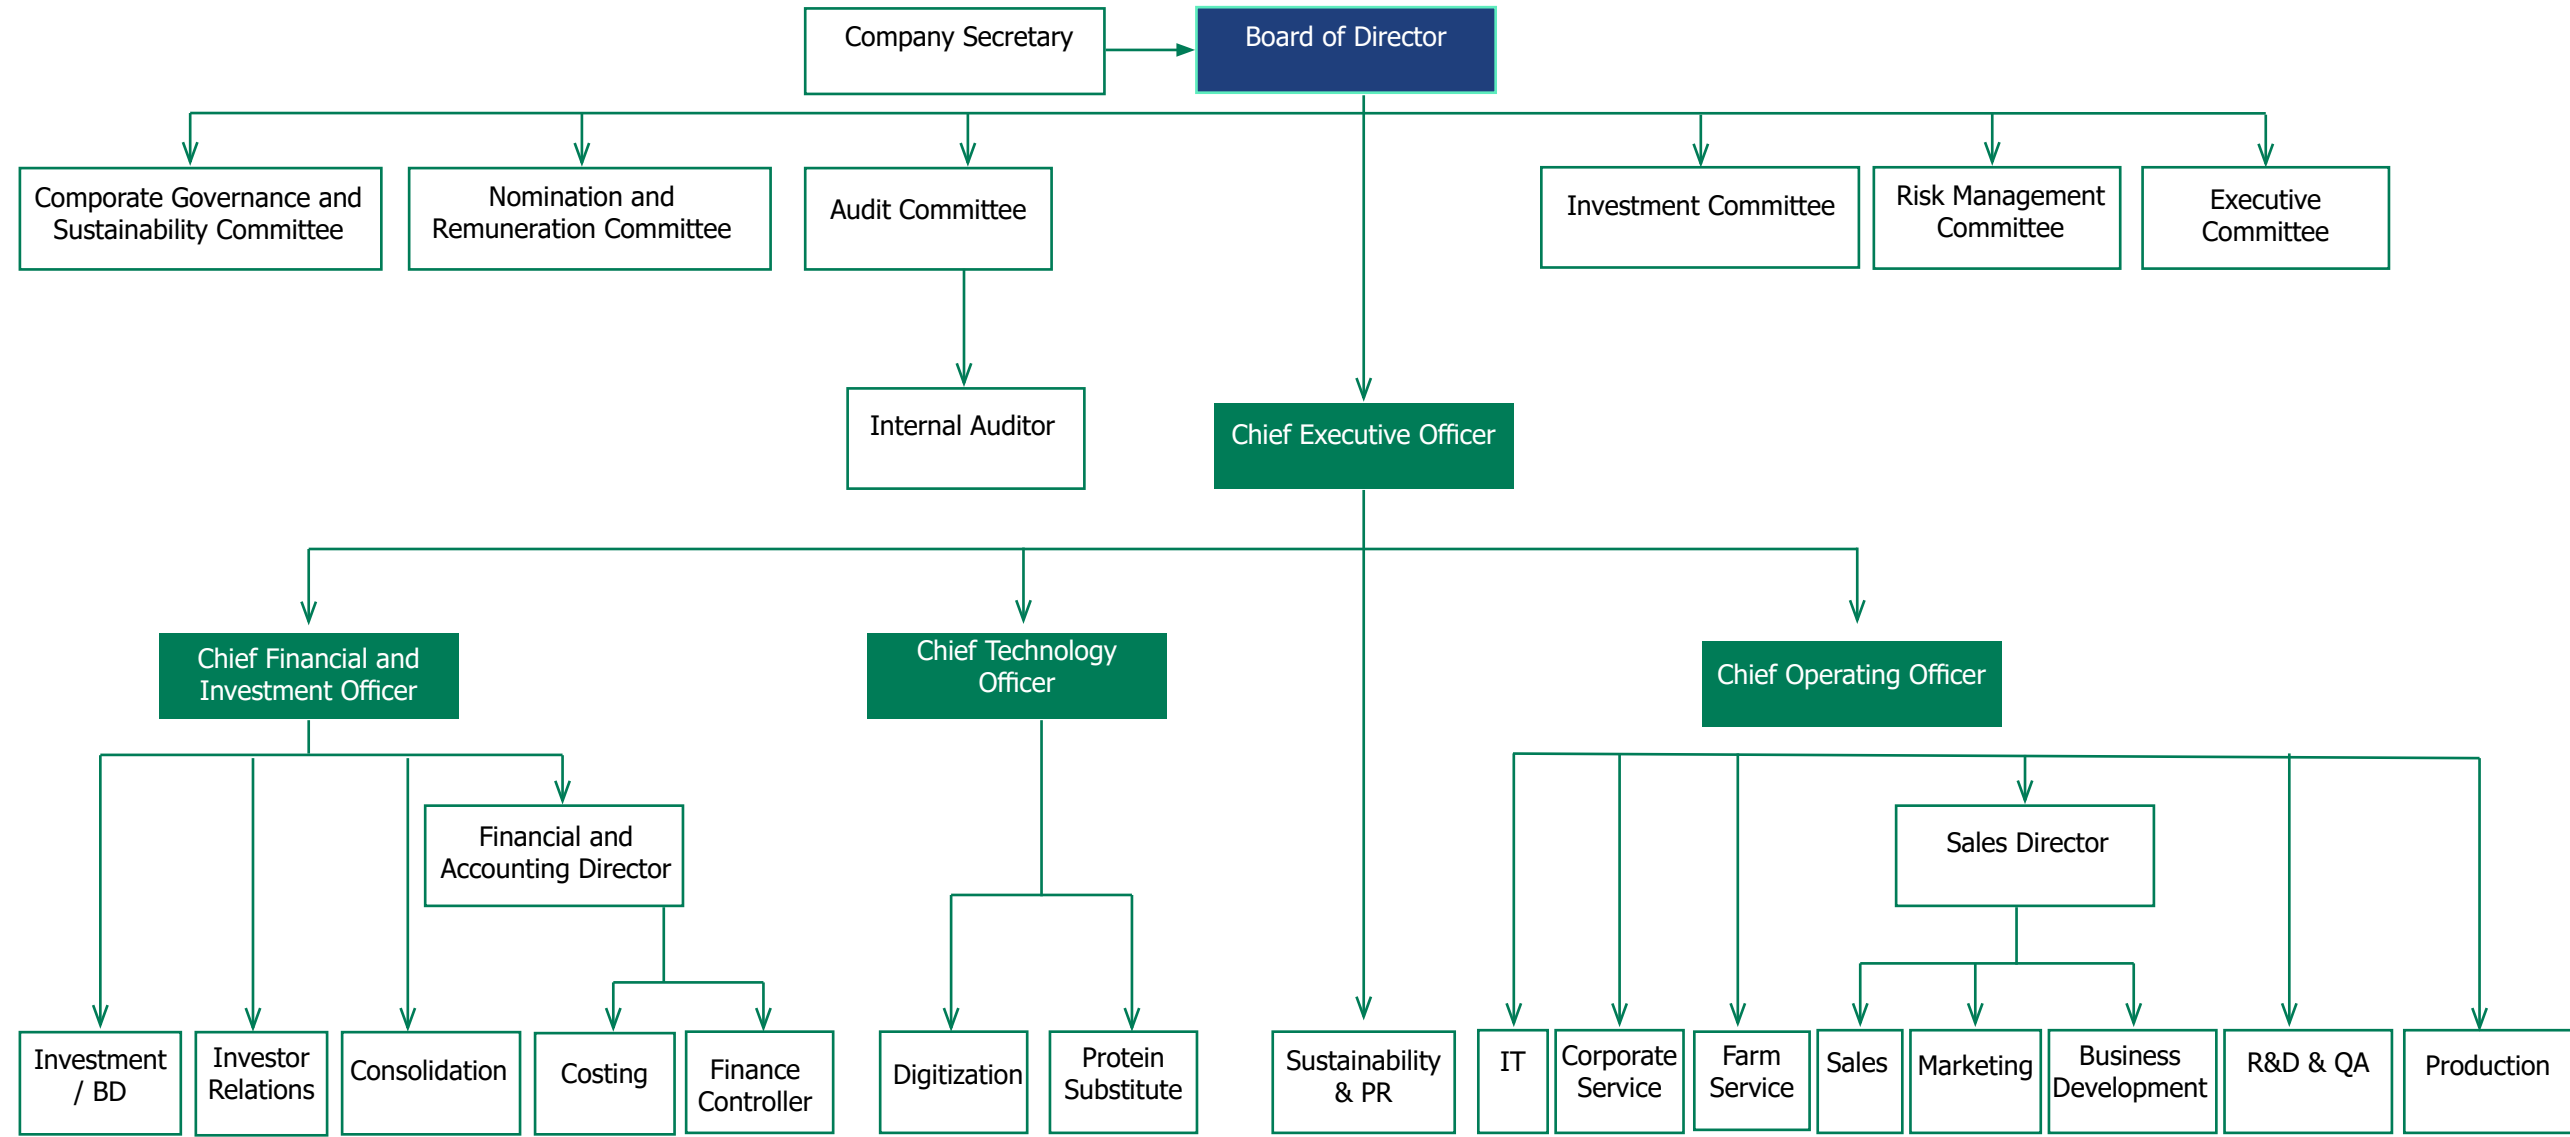 Company Secretary
Board of Director
Comporate Governance and
Sustainability Committee
Nomination and
Remuneration Committee
Audit Committee
Investment Committee
Risk Management
Committee
Executive
Committee
Internal Auditor
Chief Executive Officer
Chief Financial and
Investment Officer
Chief Technology
Officer
Chief Operating Officer
Financial and
Accounting Director
Sales Director
Investment
/ BD
Investor
Relations
Consolidation
Costing
Finance
Controller
Digitization
Protein
Substitute
Sustainability
& PR
IT
Corporate
Service
Farm
Service
Sales
Marketing
Business
Development
R&D & QA
Production